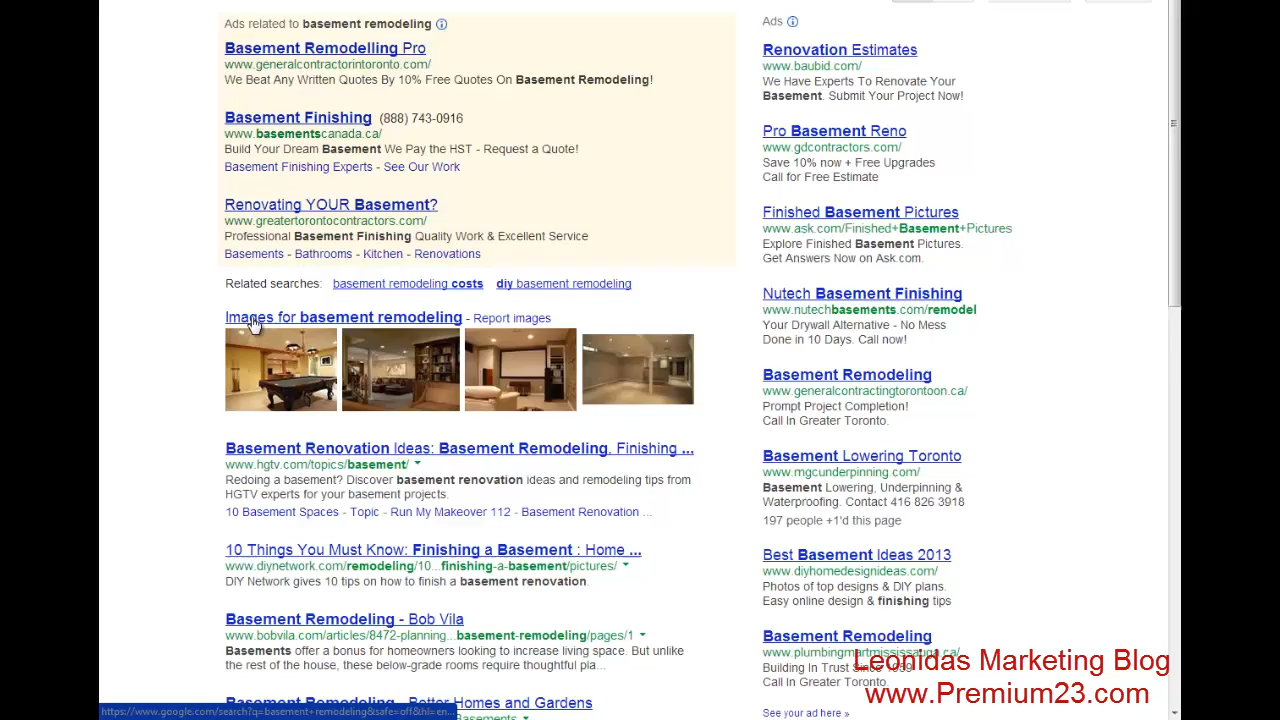 Ads related to basement remodeling
Basement Remodelling Pro
www.generalcontractorintoronto.com/
We Beat Any Written Quotes By 10% Free Quotes On Basement Remodeling!
Basement Finishing (888) 743-0916
www.basementscanada.ca/
Build Your Dream Basement We Pay the HST - Request a Quote!
Basement Finishing Experts - See Our Work
Renovating YOUR Basement?
www.greatertorontocontractors.com/
Professional Basement Finishing Quality Work & Excellent Service
Basements - Bathrooms - Kitchen - Renovations
Related searches: basement remodeling costs diy basement remodeling
Images for basement remodeling - Report images
Basement Renovation Ideas: Basement Remodeling, Finishing ...
www.hgtv.com/topics/basement/
Redoing a basement? Discover basement renovation ideas and remodeling tips from
HGTV experts for your basement projects.
10 Basement Spaces - Topic - Run My Makeover 112 - Basement Renovation ...
10 Things You Must Know: Finishing a Basement : Home ...
www.diynetwork.com/remodeling/10...finishing-a-basement/pictures/
DIY Network gives 10 tips on how to finish a basement renovation.
Basement Remodeling - Bob Vila
www.bobvila.com/articles/8472-planning...basement-remodeling/pages/1
Basements offer a bonus for homeowners looking to increase living space. But unlike
the rest of the house, these below-grade rooms require thoughtful pla...
Basement Remodeling - Better Homes and Gardens
https://www.google.com/search?q=basement+remodeling&safe=off&hl=en...
Ads
Renovation Estimates
www.baubid.com/
We Have Experts To Renovate Your
Basement. Submit Your Project Now!
Pro Basement Reno
www.gdcontractors.com/
Save 10% now + Free Upgrades
Call for Free Estimate
Finished Basement Pictures
www.ask.com/Finished+Basement+Pictures
Explore Finished Basement Pictures.
Get Answers Now on Ask.com.
Nutech Basement Finishing
www.nutechbasements.com/remodel
Your Drywall Alternative - No Mess
Done in 10 Days. Call now!
Basement Remodeling
www.generalcontractingtorontoon.ca/
Prompt Project Completion!
Call In Greater Toronto.
Basement Lowering Toronto
www.mgcunderpinning.com/
Basement Lowering, Underpinning &
Waterproofing. Contact 416 826 3918
197 people +1'd this page
Best Basement Ideas 2013
www.diyhomedesignideas.com/
Photos of top designs & DIY plans.
Easy online design & finishing tips
Basement Remodeling
www.plumbingmartmississauga.ca/
Building In Trust Since 1959
Call In Greater Toronto.
See your ad here »
Leonidas Marketing Blog
www.Premium23.com